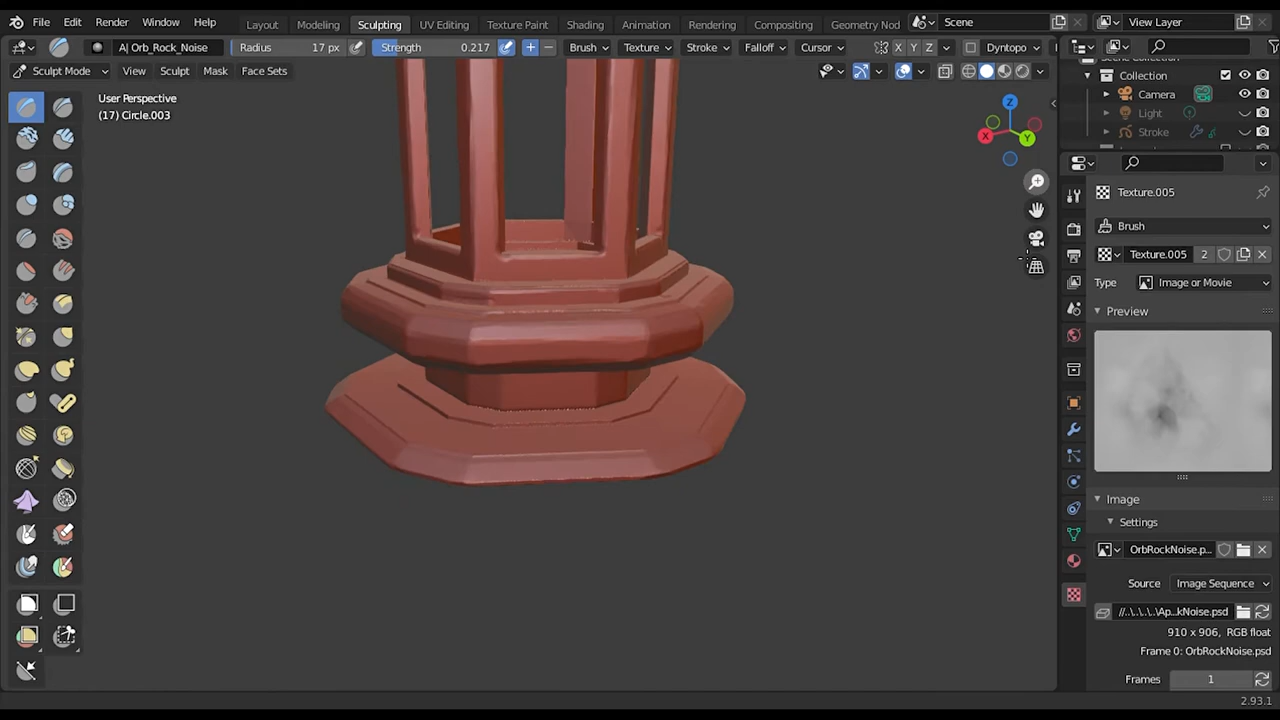 File Edit Render Window Help Layout Modeling Sculpting UV Editing Texture Paint Shading Animation Rendering Compositing Geometry Nod Scene View Layer
A| Orb_Rock_Noise Radius 17 px Strength 0.217 Brush Texture Stroke Falloff Cursor X Y Z Dyntopo
Sculpt Mode View Sculpt Mask Face Sets
User Perspective
(17) Circle.003
Z
X
Y
Collection
Camera
Light
Stroke
Texture.005
Brush
Texture.005 2
Type Image or Movie
Preview
Image
Settings
OrbRockNoise.p...
Source Image Sequence
//..\..\..\..\Ap...kNoise.psd
910 x 906, RGB float
Frame 0: OrbRockNoise.psd
Frames 1
2.93.1